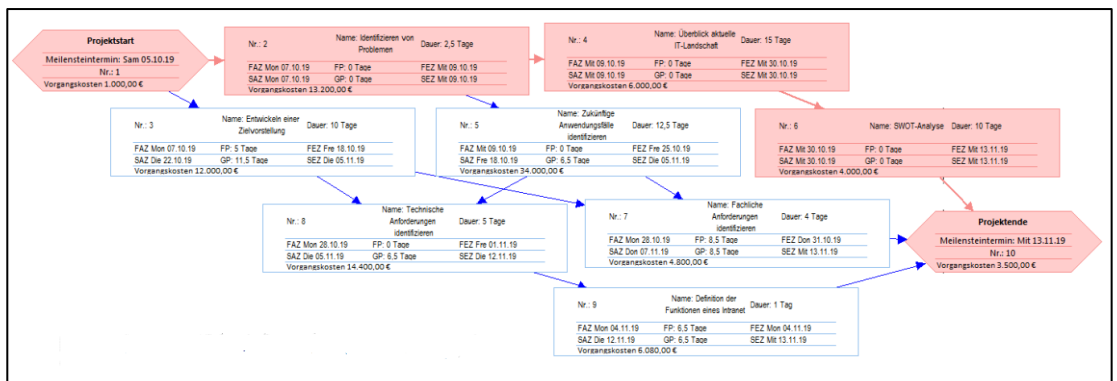 Projektstart
Meilensteintermin: Sam 05.10.19
Nr.: 1
Vorgangskosten 1.000,00 €
Nr.: 2 Name: Identifizieren von Problemen Dauer: 2,5 Tage
FAZ Mon 07.10.19 FP: 0 Tage FEZ Mit 09.10.19
SAZ Mon 07.10.19 GP: 0 Tage SEZ Mit 09.10.19
Vorgangskosten 13.200,00 €
Nr.: 4 Name: Überblick aktuelle IT-Landschaft Dauer: 15 Tage
FAZ Mit 09.10.19 FP: 0 Tage FEZ Mit 30.10.19
SAZ Mit 09.10.19 GP: 0 Tage SEZ Mit 30.10.19
Vorgangskosten 6.000,00 €
Nr.: 3 Name: Entwickeln einer Zielvorstellung Dauer: 10 Tage
FAZ Mon 07.10.19 FP: 5 Tage FEZ Fre 18.10.19
SAZ Die 22.10.19 GP: 11,5 Tage SEZ Die 05.11.19
Vorgangskosten 12.000,00 €
Nr.: 5 Name: Zukünftige Anwendungsfälle identifizieren Dauer: 12,5 Tage
FAZ Mit 09.10.19 FP: 0 Tage FEZ Fre 25.10.19
SAZ Fre 18.10.19 GP: 6,5 Tage SEZ Die 05.11.19
Vorgangskosten 34.000,00 €
Nr.: 6 Name: SWOT-Analyse Dauer: 10 Tage
FAZ Mit 30.10.19 FP: 0 Tage FEZ Mit 13.11.19
SAZ Mit 30.10.19 GP: 0 Tage SEZ Mit 13.11.19
Vorgangskosten 4.000,00 €
Nr.: 8 Name: Technische Anforderungen identifizieren Dauer: 5 Tage
FAZ Mon 28.10.19 FP: 0 Tage FEZ Fre 01.11.19
SAZ Die 05.11.19 GP: 6,5 Tage SEZ Die 12.11.19
Vorgangskosten 14.400,00 €
Nr.: 7 Name: Fachliche Anforderungen identifizieren Dauer: 4 Tage
FAZ Mon 28.10.19 FP: 8,5 Tage FEZ Don 31.10.19
SAZ Don 07.11.19 GP: 8,5 Tage SEZ Mit 13.11.19
Vorgangskosten 4.800,00 €
Projektende
Meilensteintermin: Mit 13.11.19
Nr.: 10
Vorgangskosten 3.500,00 €
Nr.: 9 Name: Definition der Funktionen eines Intranet Dauer: 1 Tag
FAZ Mon 04.11.19 FP: 6,5 Tage FEZ Mon 04.11.19
SAZ Die 12.11.19 GP: 6,5 Tage SEZ Mit 13.11.19
Vorgangskosten 6.080,00 €